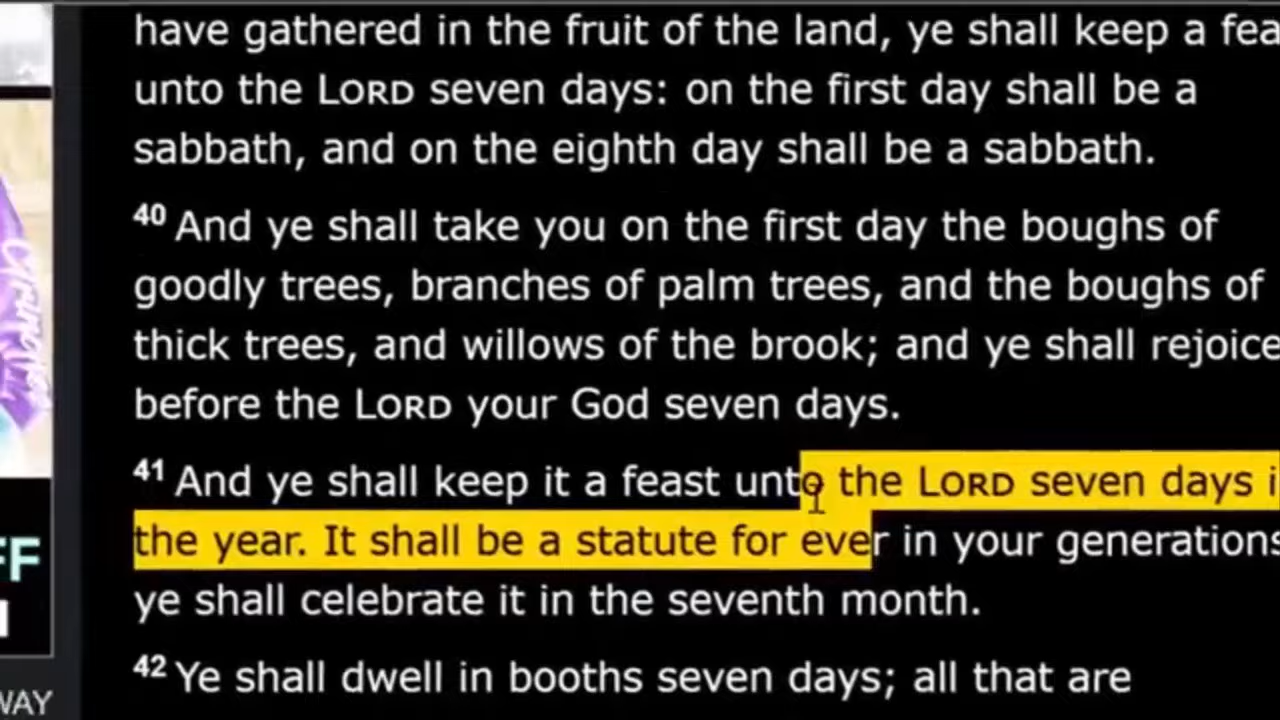 have gathered in the fruit of the land, ye shall keep a fea
unto the LORD seven days: on the first day shall be a
sabbath, and on the eighth day shall be a sabbath.
40 And ye shall take you on the first day the boughs of
goodly trees, branches of palm trees, and the boughs of
thick trees, and willows of the brook; and ye shall rejoice
before the LORD your God seven days.
41 And ye shall keep it a feast unto the LORD seven days i
the year. It shall be a statute for ever in your generations
ye shall celebrate it in the seventh month.
42 Ye shall dwell in booths seven days; all that are
FF
WAY